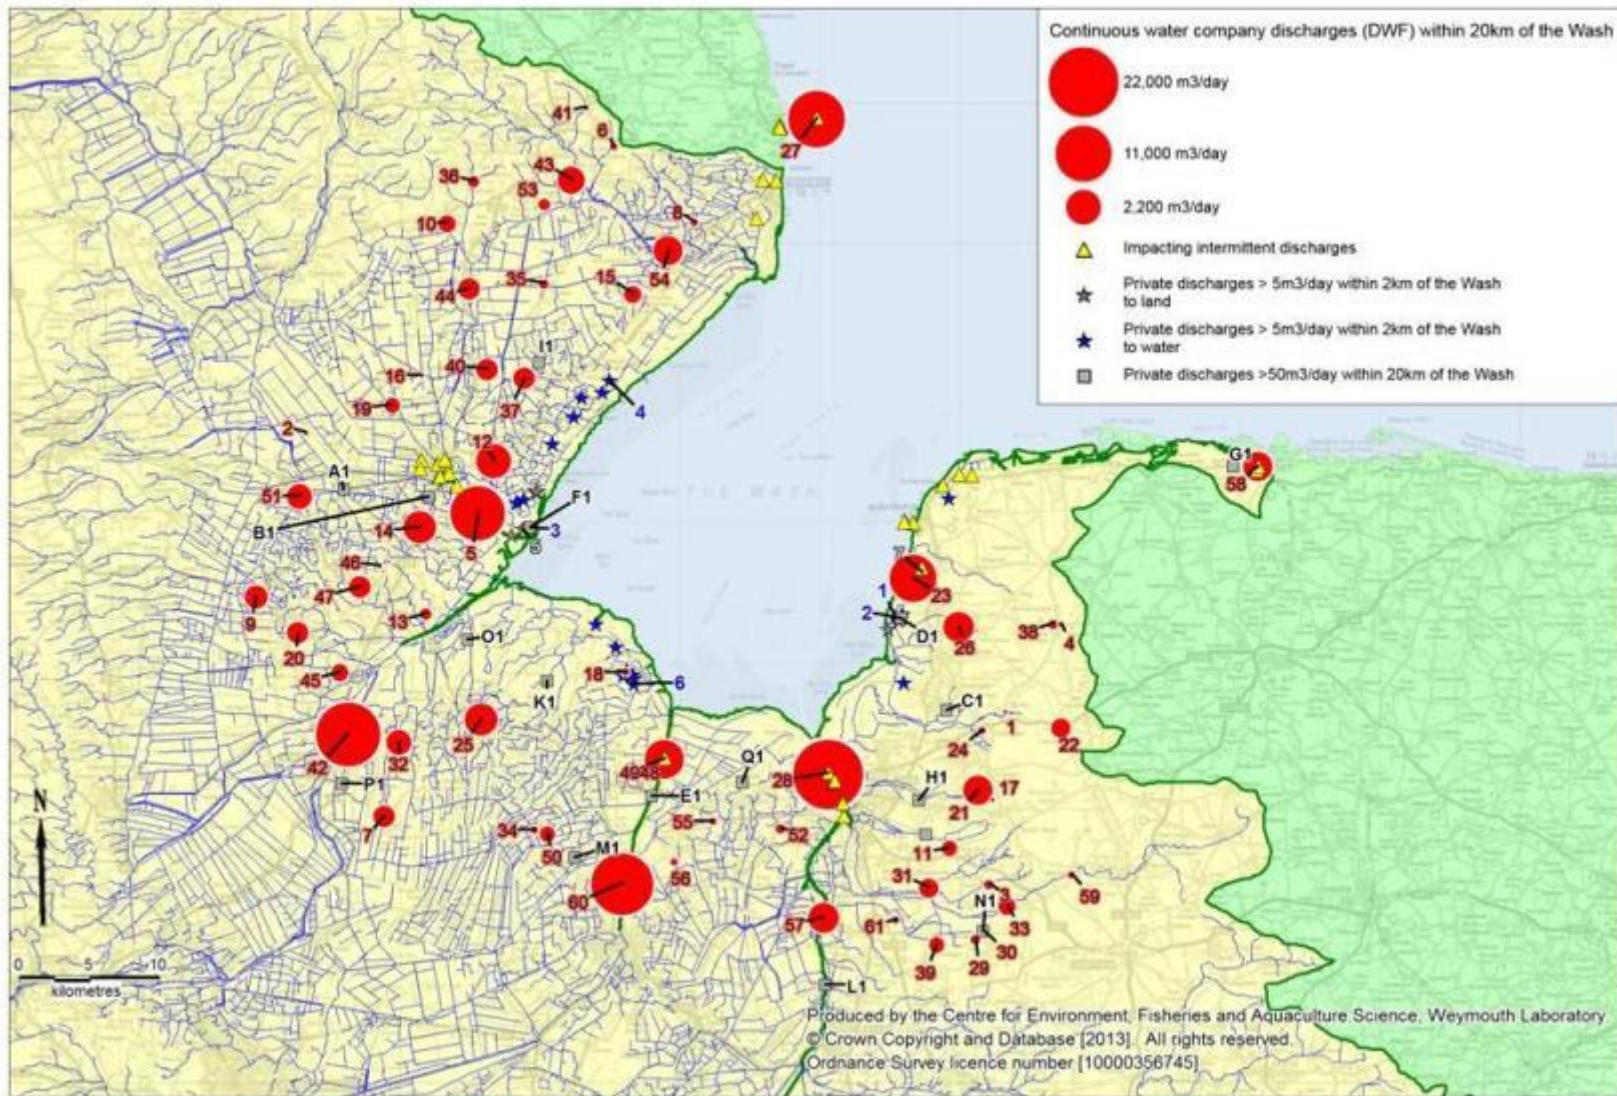 Continuous water company discharges (DWF) within 20km of the Wash
22,000 m3/day
11,000 m3/day
2,200 m3/day
Impacting intermittent discharges
Private discharges > 5m3/day within 2km of the Wash
to land
Private discharges > 5m3/day within 2km of the Wash
to water
Private discharges >50m3/day within 20km of the Wash
41
6
27
43
36
53
10
8
54
35
15
44
I1
16
40
37
4
19
2
12
A1
51
B1
14
5
F1
3
5
THE WASH
G1
58
7
23
1
2
D1
26
38
4
46
47
9
13
20
O1
45
18
6
K1
25
42
32
P1
C1
24
1
22
49
48
Q1
28
H1
17
21
E1
7
34
50
55
52
M1
11
56
60
31
3
59
N1
33
57
61
39
29
30
L1
N
0 5 10
kilometres
Produced by the Centre for Environment, Fisheries and Aquaculture Science, Weymouth Laboratory.
© Crown Copyright and Database [2013]. All rights reserved.
Ordnance Survey licence number [10000356745]